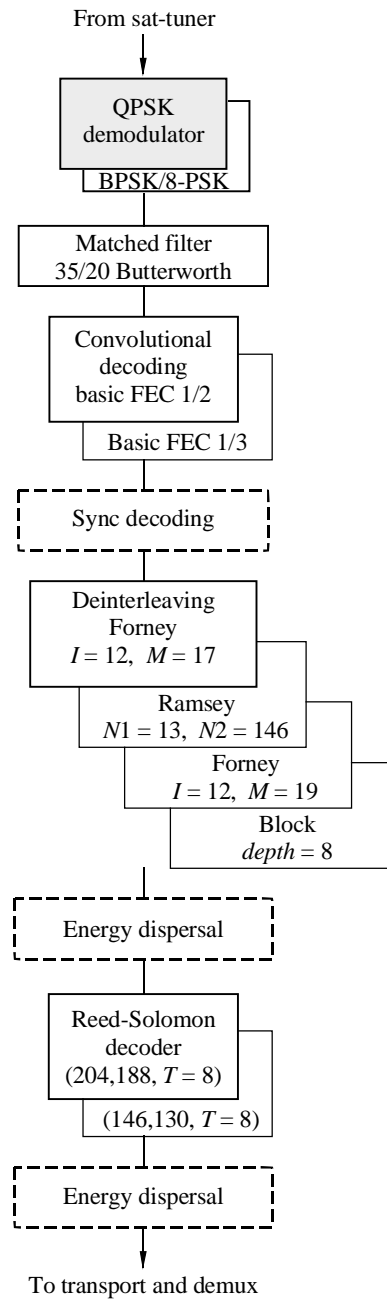 From sat-tuner
QPSK
demodulator
BPSK/8-PSK
Matched filter
35/20 Butterworth
Convolutional
decoding
basic FEC 1/2
Basic FEC 1/3
Sync decoding
Deinterleaving
Forney
I = 12, M = 17
Ramsey
N1 = 13, N2 = 146
Forney
I = 12, M = 19
Block
depth = 8
Energy dispersal
Reed-Solomon
decoder
(204,188, T = 8)
(146,130, T = 8)
Energy dispersal
To transport and demux